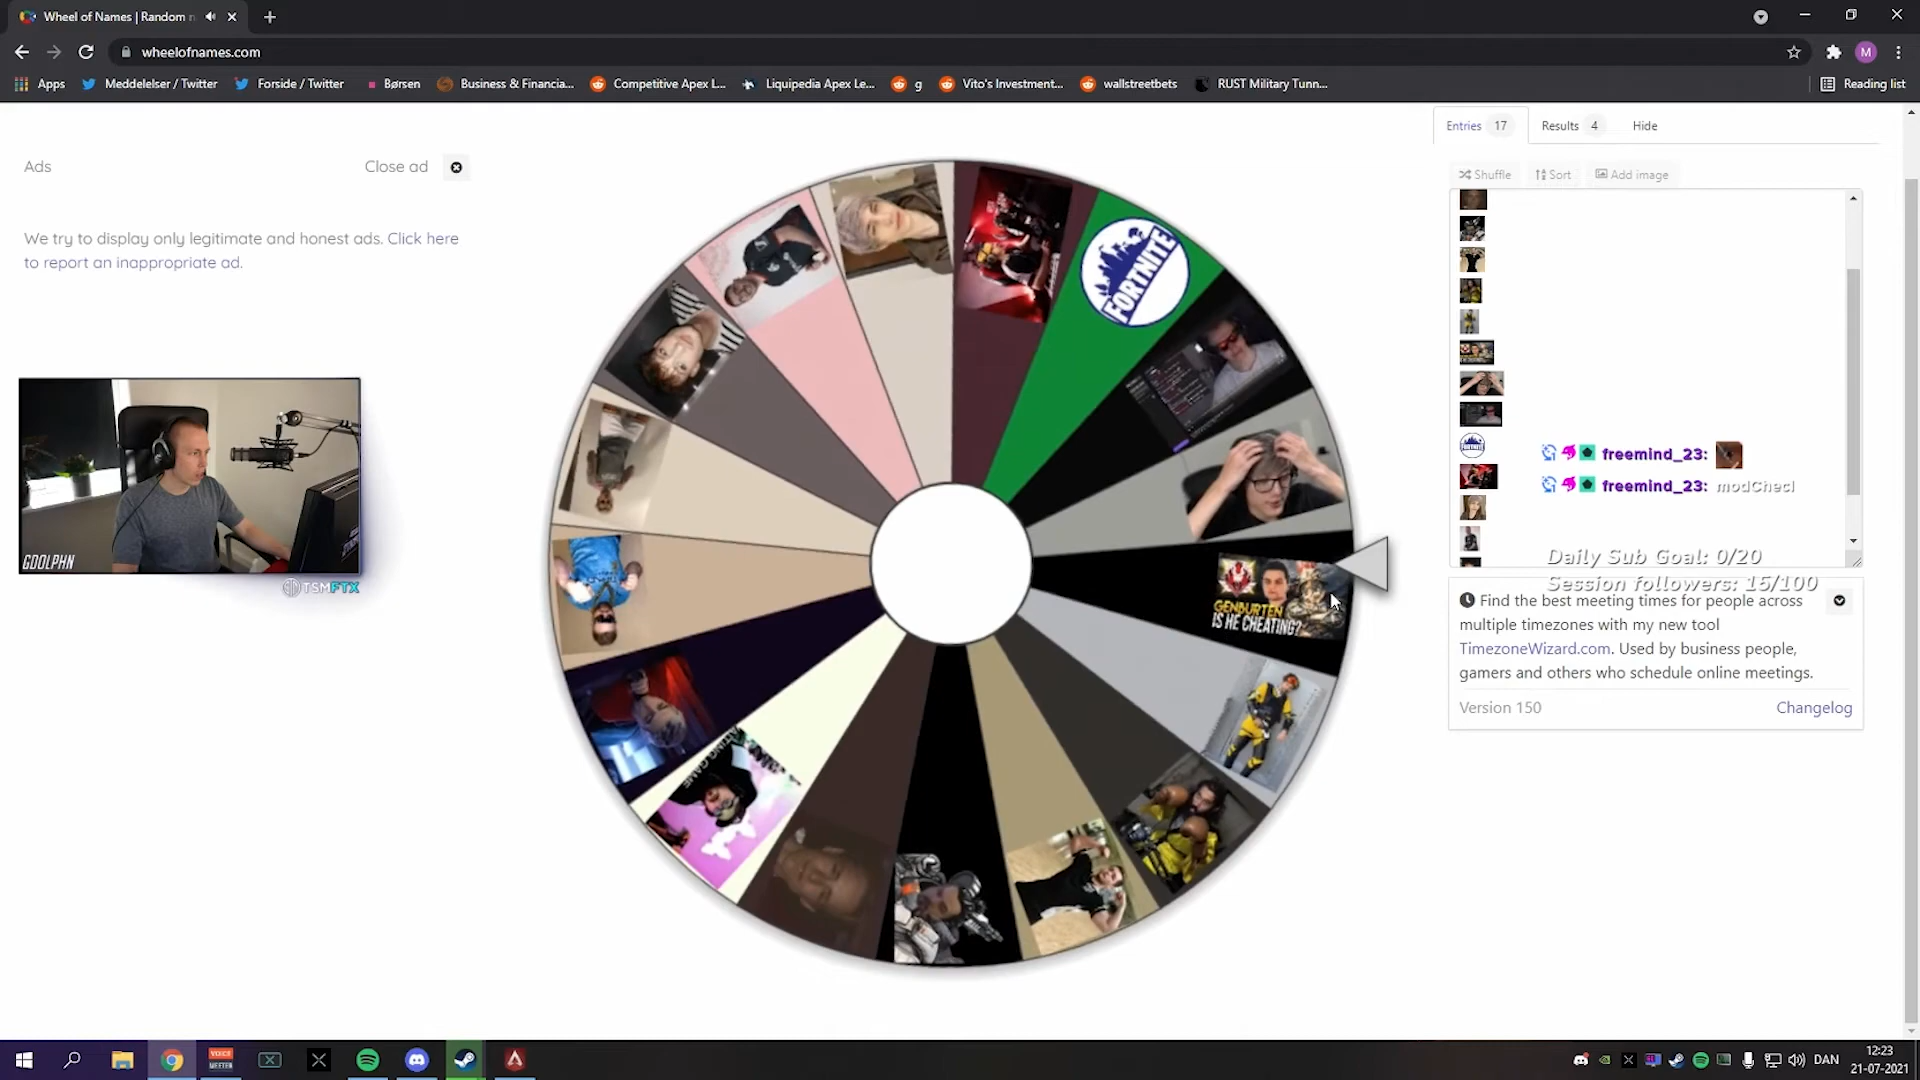 Wheel of Names | Random n
wheelofnames.com
M
Apps
Meddelelser / Twitter
Forside / Twitter
Børsen
Business & Financia...
Competitive Apex L...
Liquipedia Apex Le...
g
Vito's Investment...
wallstreetbets
RUST Military Tunn...
Reading list
Entries 17
Results 4
Hide
Ads
Close ad
Shuffle
Sort
Add image
We try to display only legitimate and honest ads. Click here
to report an inappropriate ad.
FORTNITE
GENBURTEN
IS HE CHEATING?
freemind_23:
freemind_23: modChecl
Daily Sub Goal: 0/20
Session followers: 15/100
GDOLPHN
TSMFTX
Find the best meeting times for people across
multiple timezones with my new tool
TimezoneWizard.com. Used by business people,
gamers and others who schedule online meetings.
Version 150
Changelog
VOICE
MEETER
DAN
12:23
21-07-2021